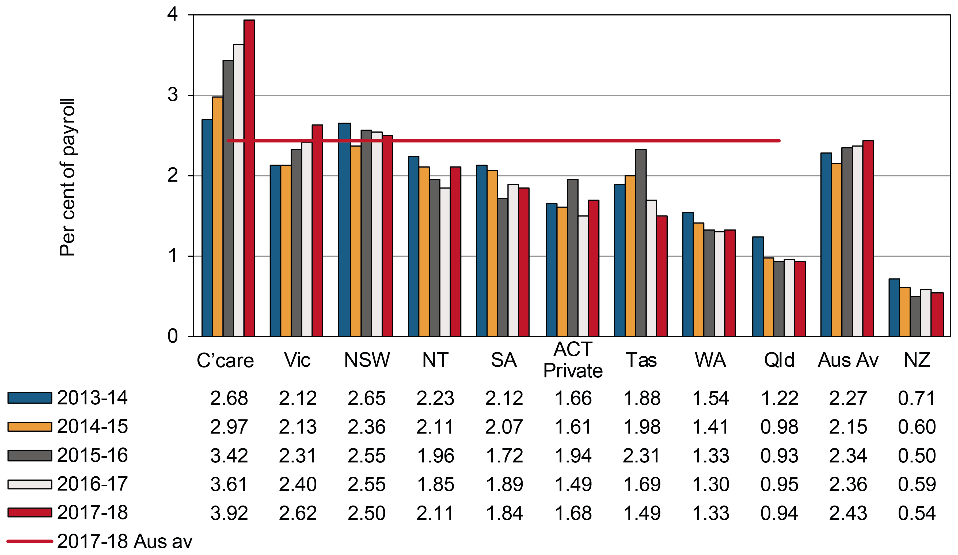 4
3
2
1
0
Per cent of payroll
C'care Vic NSW NT SA ACT Private Tas WA Qld Aus Av NZ
2013-14 2.68 2.12 2.65 2.23 2.12 1.66 1.88 1.54 1.22 2.27 0.71
2014-15 2.97 2.13 2.36 2.11 2.07 1.61 1.98 1.41 0.98 2.15 0.60
2015-16 3.42 2.31 2.55 1.96 1.72 1.94 2.31 1.33 0.93 2.34 0.50
2016-17 3.61 2.40 2.55 1.85 1.89 1.49 1.69 1.30 0.95 2.36 0.59
2017-18 3.92 2.62 2.50 2.11 1.84 1.68 1.49 1.33 0.94 2.43 0.54
2017-18 Aus av